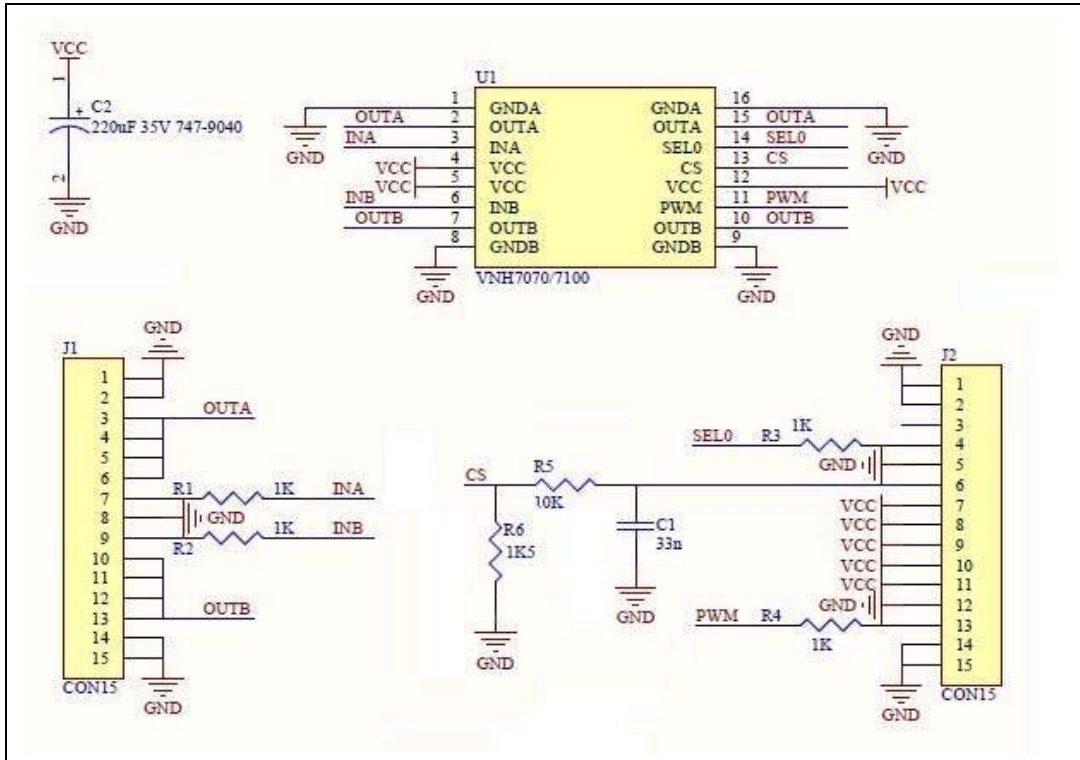 VCC
1
C2
+
220uF 35V 747-9040
2
GND
U1
1 GNDA GNDA 16
OUTA 2 OUTA OUTA 15 OUTA
INA 3 INA SEL0 14 SEL0
VCC 4 VCC CS 13 CS
VCC 5 VCC VCC 12 VCC
INB 6 INB PWM 11 PWM
OUTB 7 OUTB OUTB 10 OUTB
8 GNDB GNDB 9
GND
GND
GND
GND
VNH7070/7100
J1
GND
1
2
3 OUTA
4
5
6
7 R1 1K INA
8 GND
9 R2 1K INB
10
11
12
13 OUTB
14
15
CON15
GND
CS
R5
10K
R6
1K5
C1
33n
GND
GND
GND
J2
1
2
3
SEL0 R3 1K 4
GND 5
6
VCC 7
VCC 8
VCC 9
VCC 10
VCC 11
GND 12
PWM R4 1K 13
14
15
CON15
GND